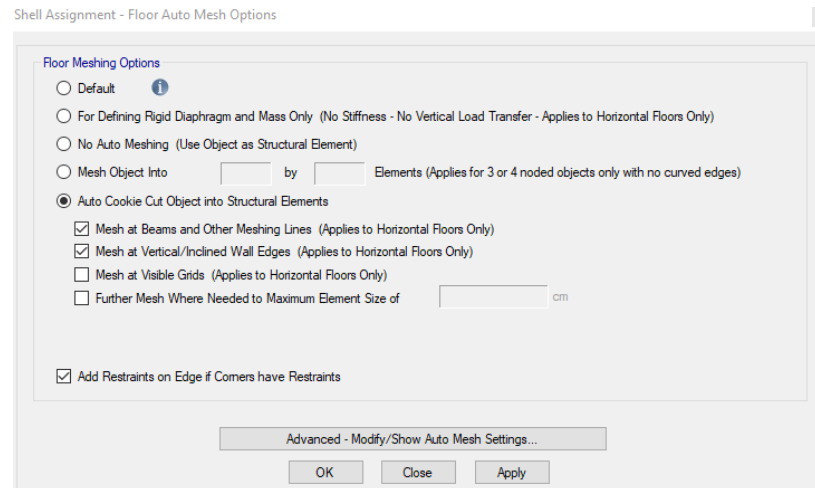 Shell Assignment - Floor Auto Mesh Options
Floor Meshing Options
Default
For Defining Rigid Diaphragm and Mass Only (No Stiffness - No Vertical Load Transfer - Applies to Horizontal Floors Only)
No Auto Meshing (Use Object as Structural Element)
Mesh Object Into by Elements (Applies for 3 or 4 noded objects only with no curved edges)
Auto Cookie Cut Object into Structural Elements
Mesh at Beams and Other Meshing Lines (Applies to Horizontal Floors Only)
Mesh at Vertical/Inclined Wall Edges (Applies to Horizontal Floors Only)
Mesh at Visible Grids (Applies to Horizontal Floors Only)
Further Mesh Where Needed to Maximum Element Size of cm
Add Restraints on Edge if Corners have Restraints
Advanced - Modify/Show Auto Mesh Settings...
OK Close Apply